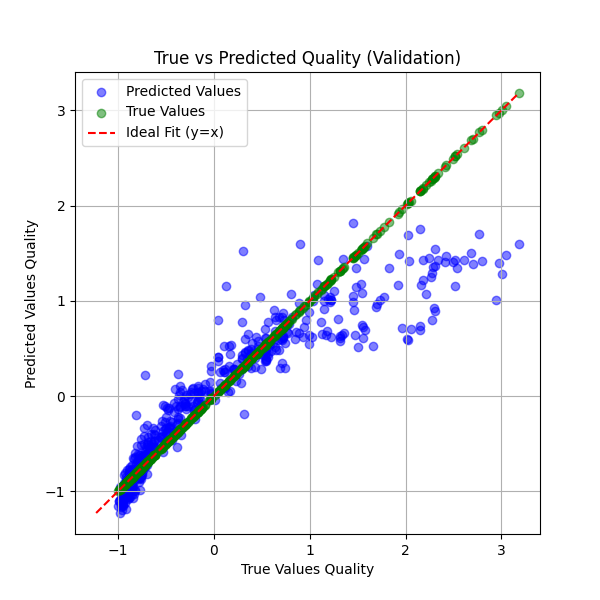 True vs Predicted Quality (Validation)
Predicted Values
True Values
Ideal Fit (y=x)
Predicted Values Quality
3
2
1
0
−1
−1 0 1 2 3
True Values Quality